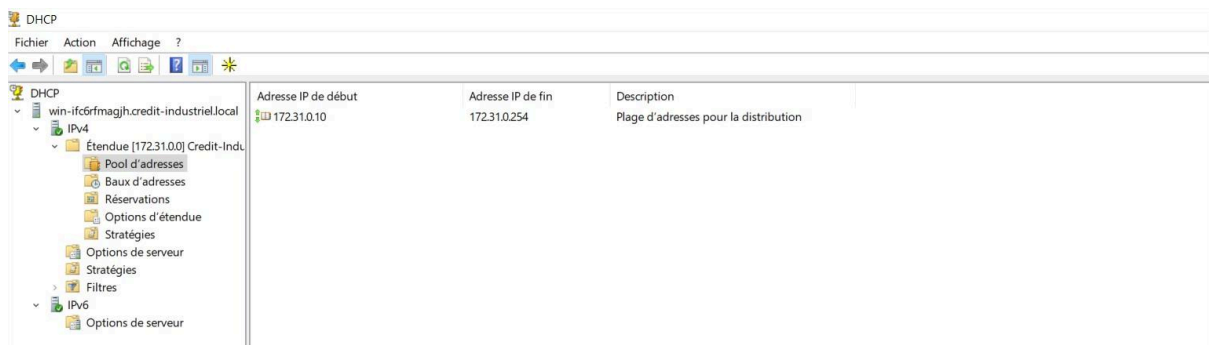 DHCP
Fichier Action Affichage ?
DHCP
win-ifc6rfmagjh.credit-industriel.local
IPv4
Étendue [172.31.0.0] Credit-Indu
Pool d'adresses
Baux d'adresses
Réservations
Options d'étendue
Stratégies
Options de serveur
Stratégies
Filtres
IPv6
Options de serveur
Adresse IP de début Adresse IP de fin Description
172.31.0.10 172.31.0.254 Plage d'adresses pour la distribution